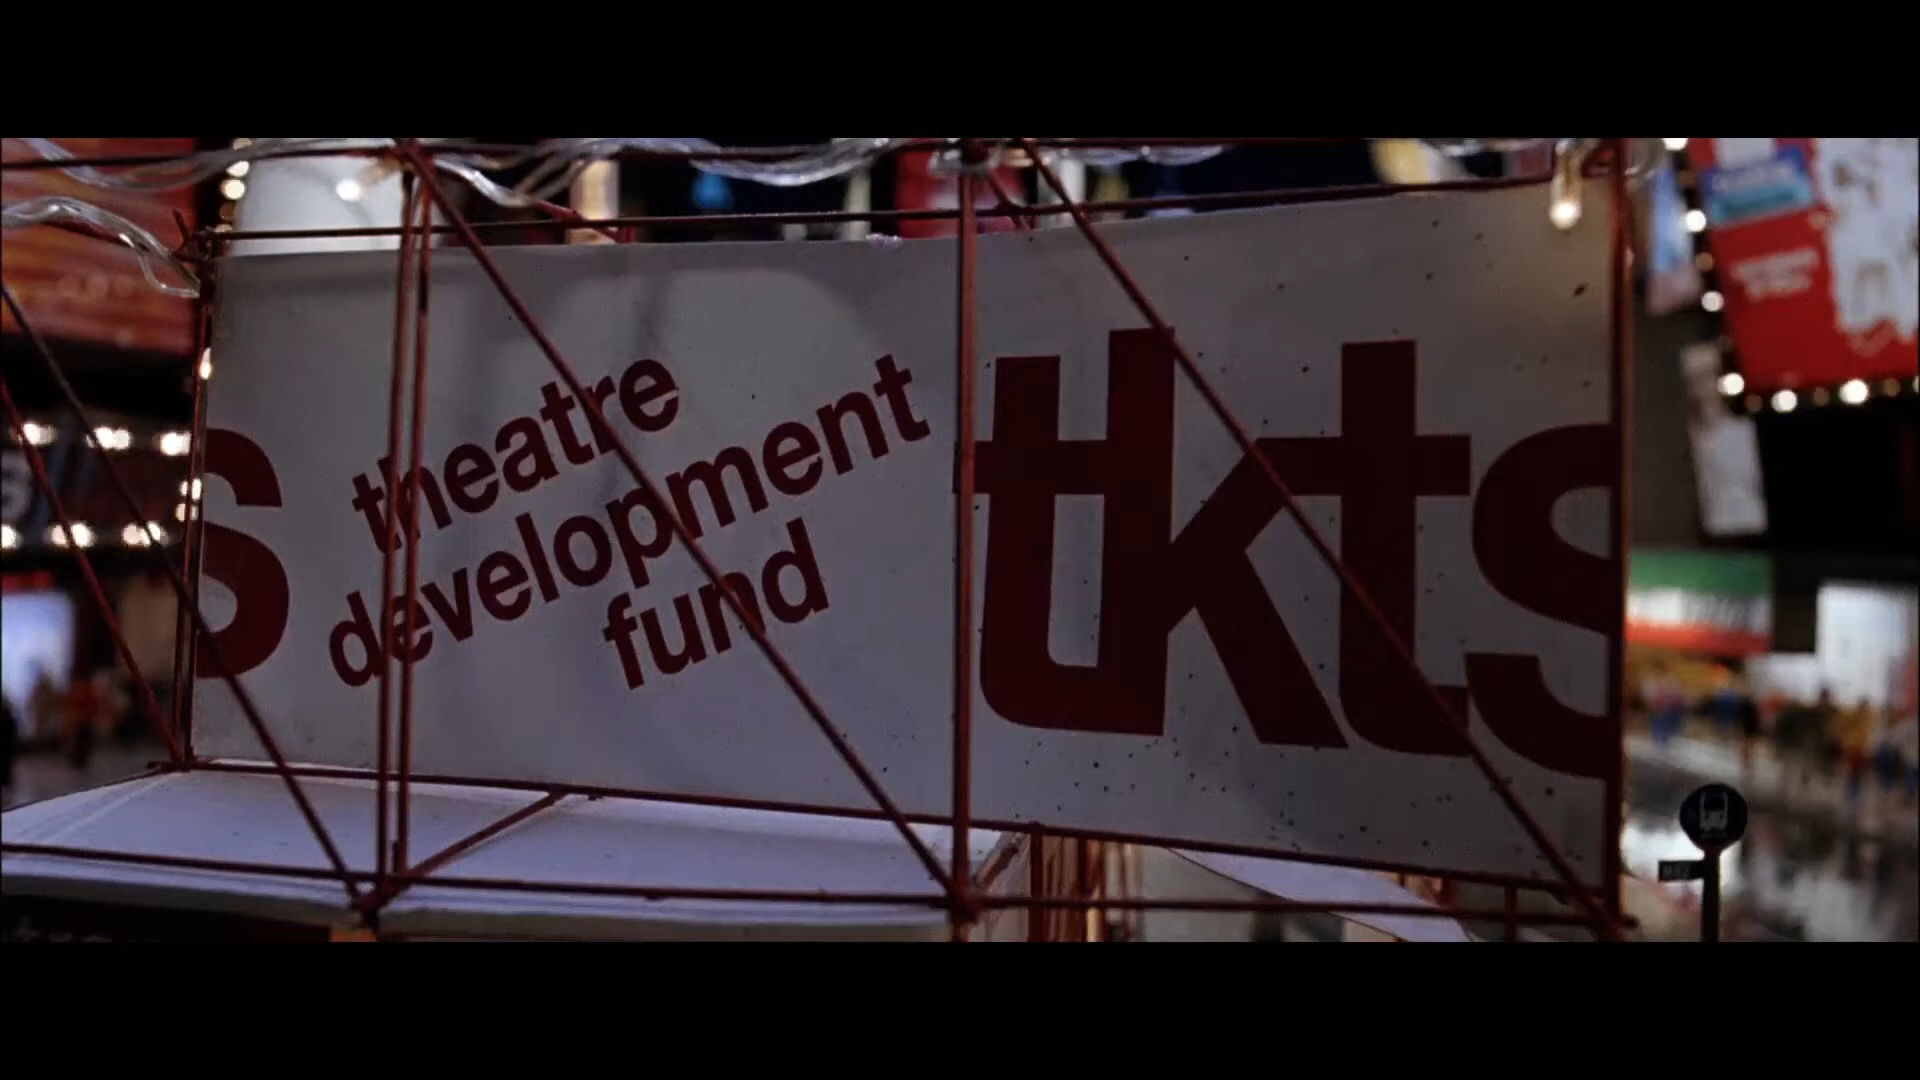 s
theatre
development
fund
tkts